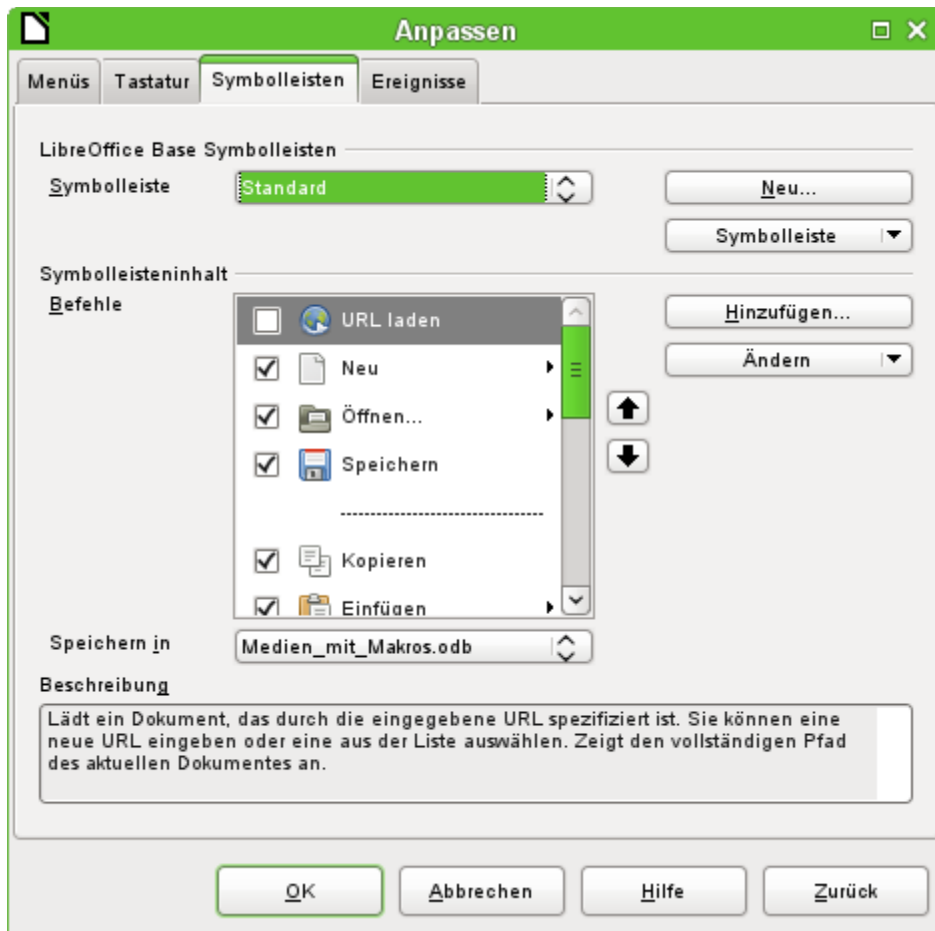 Anpassen
Menüs Tastatur Symbolleisten Ereignisse
LibreOffice Base Symbolleisten
Symbolleiste Standard Neu...
Symbolleiste
Symbolleisteninhalt
Befehle URL laden Hinzufügen...
Neu Ändern
Öffnen...
Speichern
---------------------------------
Kopieren
Einfügen
Speichern in Medien_mit_Makros.odb
Beschreibung
Lädt ein Dokument, das durch die eingegebene URL spezifiziert ist. Sie können eine
neue URL eingeben oder eine aus der Liste auswählen. Zeigt den vollständigen Pfad
des aktuellen Dokumentes an.
OK Abbrechen Hilfe Zurück